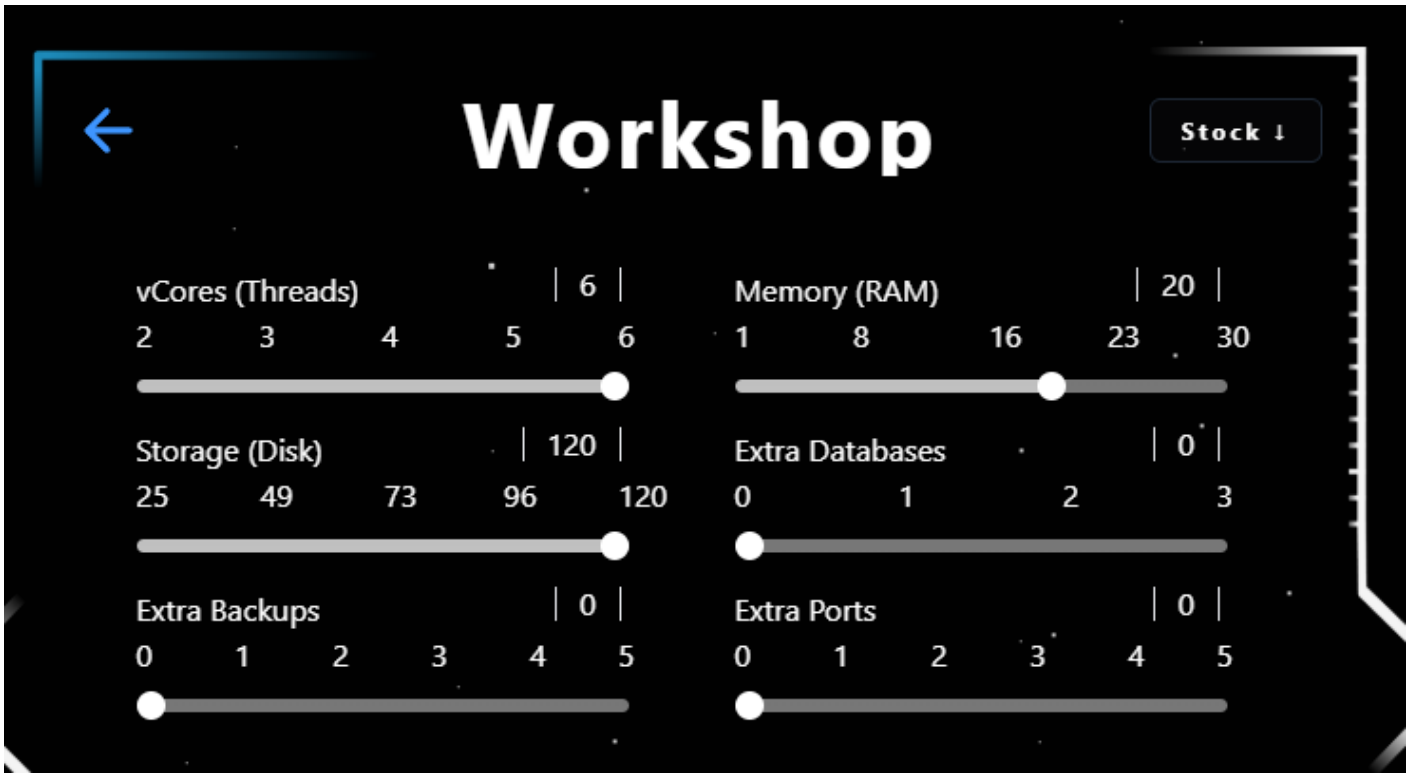 Workshop
Stock ↓
vCores (Threads) | 6 |
2 3 4 5 6
Memory (RAM) | 20 |
1 8 16 23 30
Storage (Disk) | 120 |
25 49 73 96 120
Extra Databases | 0 |
0 1 2 3
Extra Backups | 0 |
0 1 2 3 4 5
Extra Ports | 0 |
0 1 2 3 4 5